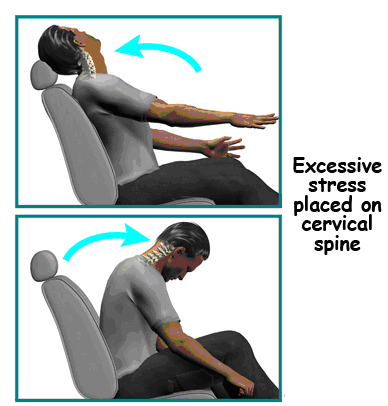 Excessive
stress
placed on
cervical
spine